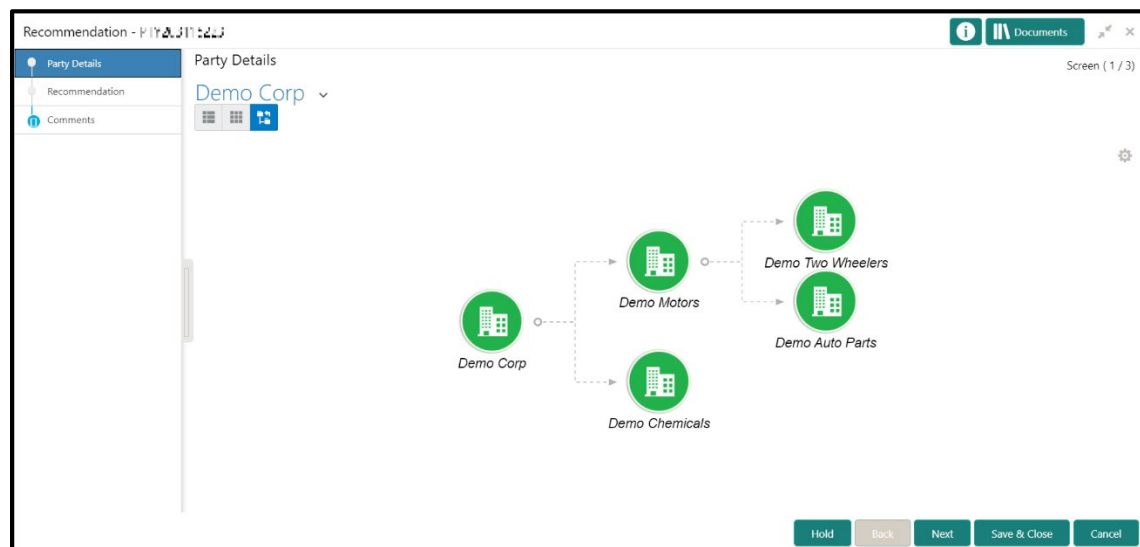 Recommendation -
Documents
Party Details
Recommendation
Comments
Party Details
Screen ( 1 / 3)
Demo Corp
Demo Two Wheelers
Demo Motors
Demo Auto Parts
Demo Corp
Demo Chemicals
Hold
Back
Next
Save & Close
Cancel